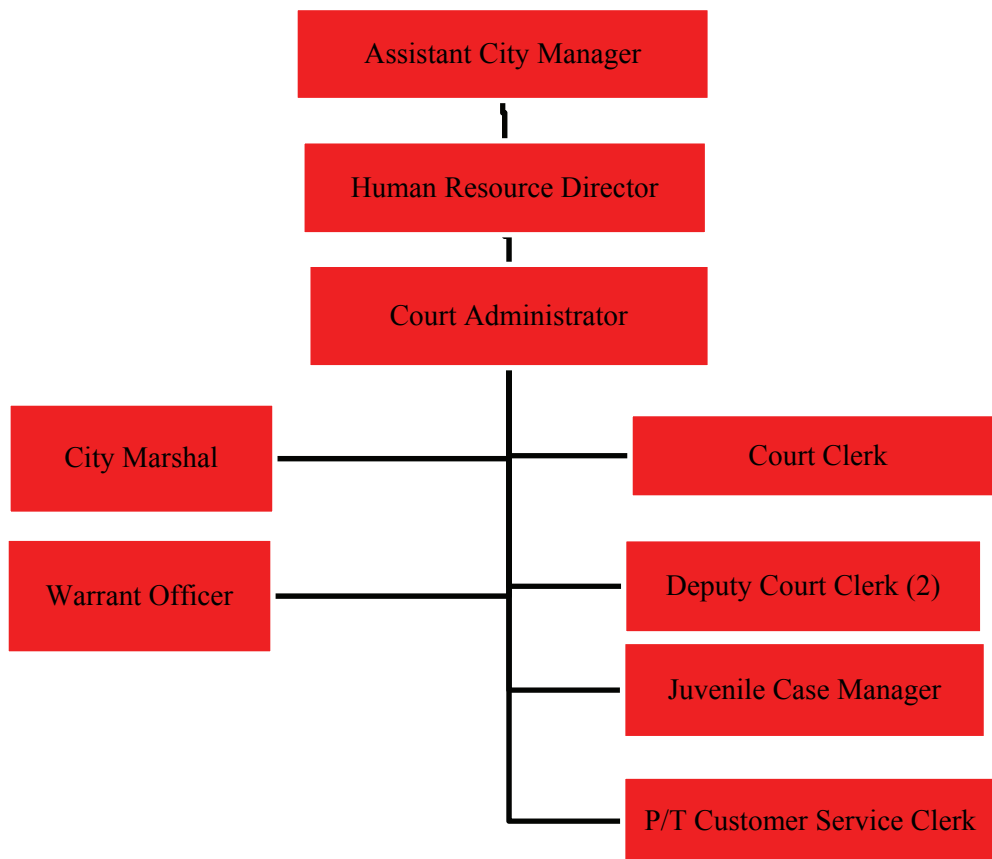 Assistant City Manager
Human Resource Director
Court Administrator
City Marshal
Court Clerk
Warrant Officer
Deputy Court Clerk (2)
Juvenile Case Manager
P/T Customer Service Clerk